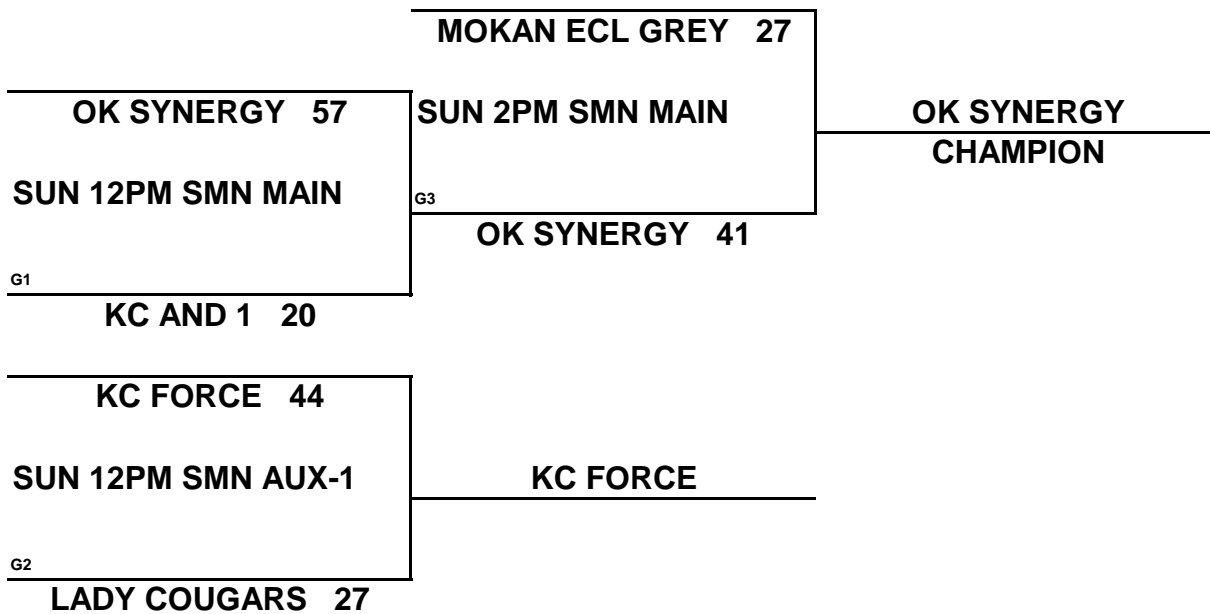 MOKAN ECL GREY 27
OK SYNERGY 57
SUN 2PM SMN MAIN
OK SYNERGY
CHAMPION
SUN 12PM SMN MAIN
G3
OK SYNERGY 41
G1
KC AND 1 20
KC FORCE 44
SUN 12PM SMN AUX-1
KC FORCE
G2
LADY COUGARS 27